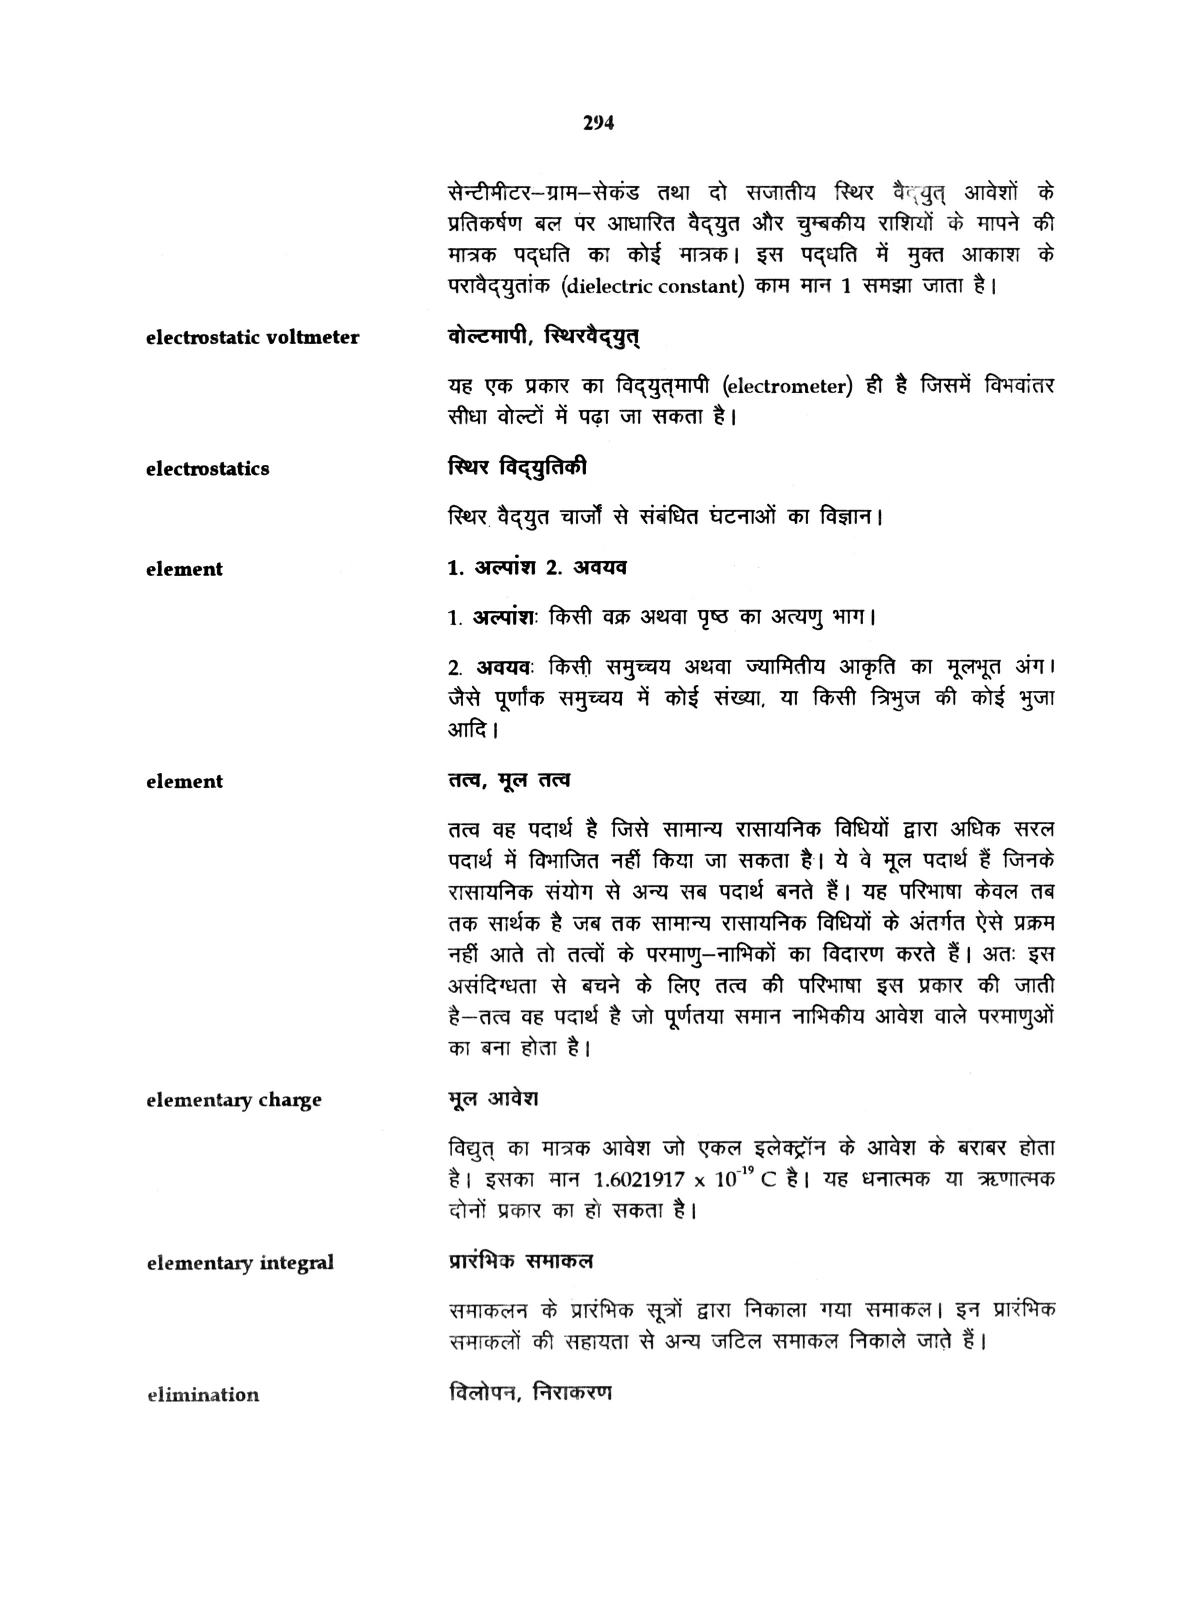 294
सेन्टीमीटर–ग्राम–सेकंड तथा दो सजातीय स्थिर वैद्युत् आवेशों के
प्रतिकर्षण बल पर आधारित वैद्युत और चुम्बकीय राशियों के मापने की
मात्रक पद्धति का कोई मात्रक। इस पद्धति में मुक्त आकाश के
परावैद्युतांक (dielectric constant) काम मान 1 समझा जाता है।
electrostatic voltmeter वोल्टमापी, स्थिरवैद्युत्
यह एक प्रकार का विद्युत्मापी (electrometer) ही है जिसमें विभवांतर
सीधा वोल्टों में पढ़ा जा सकता है।
electrostatics स्थिर विद्युतिकी
स्थिर वैद्युत चार्जों से संबंधित घंटनाओं का विज्ञान।
element 1. अल्पांश 2. अवयव
1. अल्पांशः किसी वक्र अथवा पृष्ठ का अत्यणु भाग।
2. अवयवः किसी समुच्चय अथवा ज्यामितीय आकृति का मूलभूत अंग।
जैसे पूर्णांक समुच्चय में कोई संख्या, या किसी त्रिभुज की कोई भुजा
आदि।
element तत्व, मूल तत्व
तत्व वह पदार्थ है जिसे सामान्य रासायनिक विधियों द्वारा अधिक सरल
पदार्थ में विभाजित नहीं किया जा सकता है। ये वे मूल पदार्थ हैं जिनके
रासायनिक संयोग से अन्य सब पदार्थ बनते हैं। यह परिभाषा केवल तब
तक सार्थक है जब तक सामान्य रासायनिक विधियों के अंतर्गत ऐसे प्रक्रम
नहीं आते तो तत्वों के परमाणु–नाभिकों का विदारण करते हैं। अतः इस
असंदिग्धता से बचने के लिए तत्व की परिभाषा इस प्रकार की जाती
है–तत्व वह पदार्थ है जो पूर्णतया समान नाभिकीय आवेश वाले परमाणुओं
का बना होता है।
elementary charge मूल आवेश
विद्युत् का मात्रक आवेश जो एकल इलेक्ट्रॉन के आवेश के बराबर होता
है। इसका मान 1.6021917 x 10⁻¹⁹ C है। यह धनात्मक या ऋणात्मक
दोनों प्रकार का हो सकता है।
elementary integral प्रारंभिक समाकल
समाकलन के प्रारंभिक सूत्रों द्वारा निकाला गया समाकल। इन प्रारंभिक
समाकलों की सहायता से अन्य जटिल समाकल निकाले जाते हैं।
elimination विलोपन, निराकरण